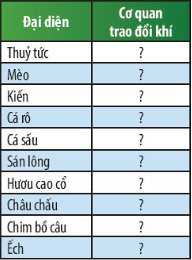 Đại diện Cơ quan trao đổi khí
Thuỷ tức ?
Mèo ?
Kiến ?
Cá rô ?
Cá sấu ?
Sán lông ?
Hươu cao cổ ?
Châu chấu ?
Chim bồ câu ?
Ếch ?